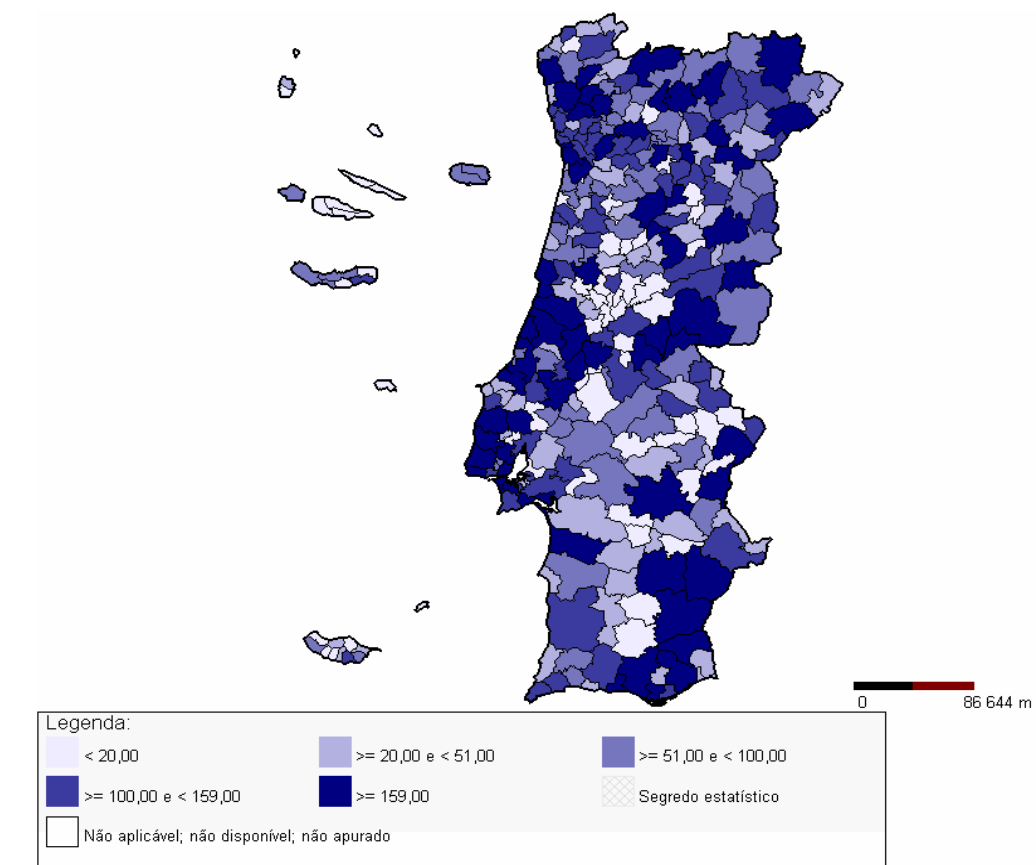 0 86 644 m
Legenda:
< 20,00 >= 20,00 e < 51,00 >= 51,00 e < 100,00
>= 100,00 e < 159,00 >= 159,00 Segredo estatístico
Não aplicável; não disponível; não apurado